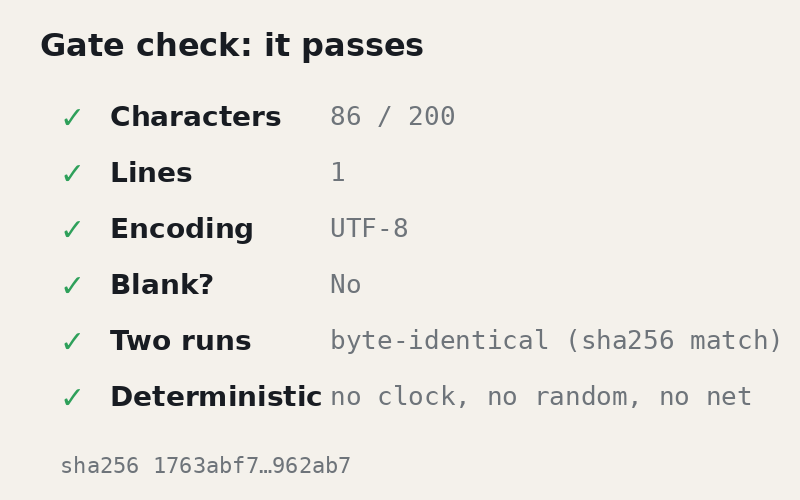 Gate check: it passes
✓ Characters 86 / 200
✓ Lines 1
✓ Encoding UTF-8
✓ Blank? No
✓ Two runs byte-identical (sha256 match)
✓ Deterministic no clock, no random, no net
sha256 1763abf7…962ab7